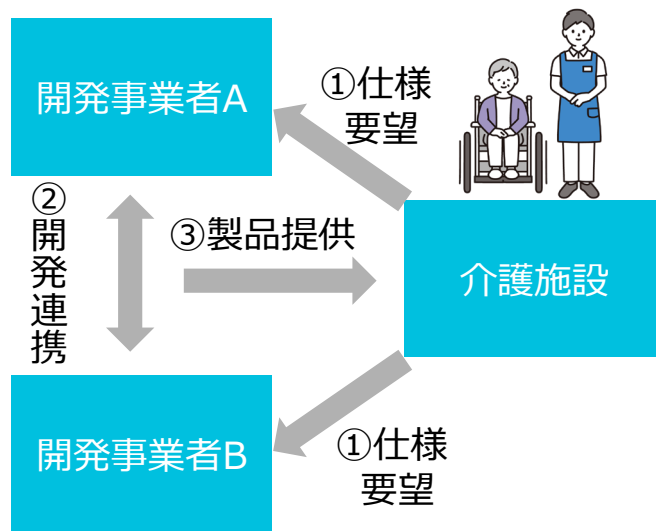 開発事業者A
①仕様
要望
②開発連携
③製品提供
介護施設
開発事業者B
①仕様
要望